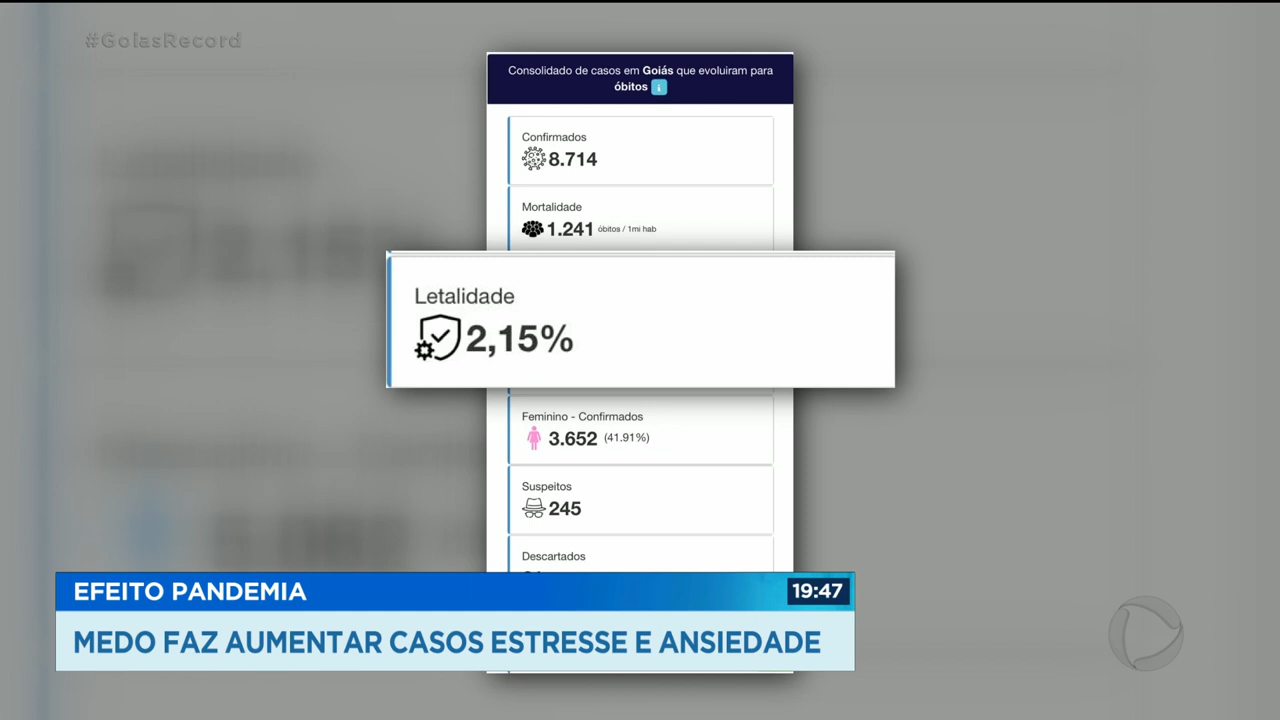 #GoiasRecord
Consolidado de casos em Goiás que evoluiram para
óbitos i
Confirmados
8.714
Mortalidade
1.241 óbitos / 1mi hab
Letalidade
2,15%
Feminino - Confirmados
3.652 (41.91%)
Suspeitos
245
Descartados
EFEITO PANDEMIA
19:47
MEDO FAZ AUMENTAR CASOS ESTRESSE E ANSIEDADE